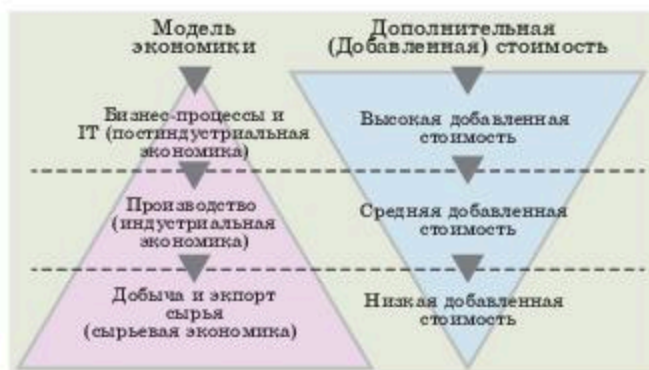 Модель
экономики
Дополнительная
(Добавленная) стоимость
Бизнес-процессы и
IT (постиндустриальная
экономика)
Высокая добавленная
стоимость
Производство
(индустриальная
экономика)
Средняя добавленная
стоимость
Добыча и экпорт
сырья
(сырьевая экономика)
Низкая добавленная
стоимость